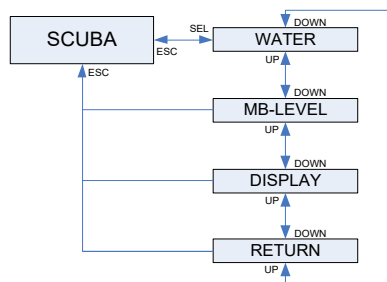 SEL DOWN
SCUBA WATER
ESC UP
ESC
DOWN
MB-LEVEL
UP
DOWN
DISPLAY
UP
DOWN
RETURN
UP